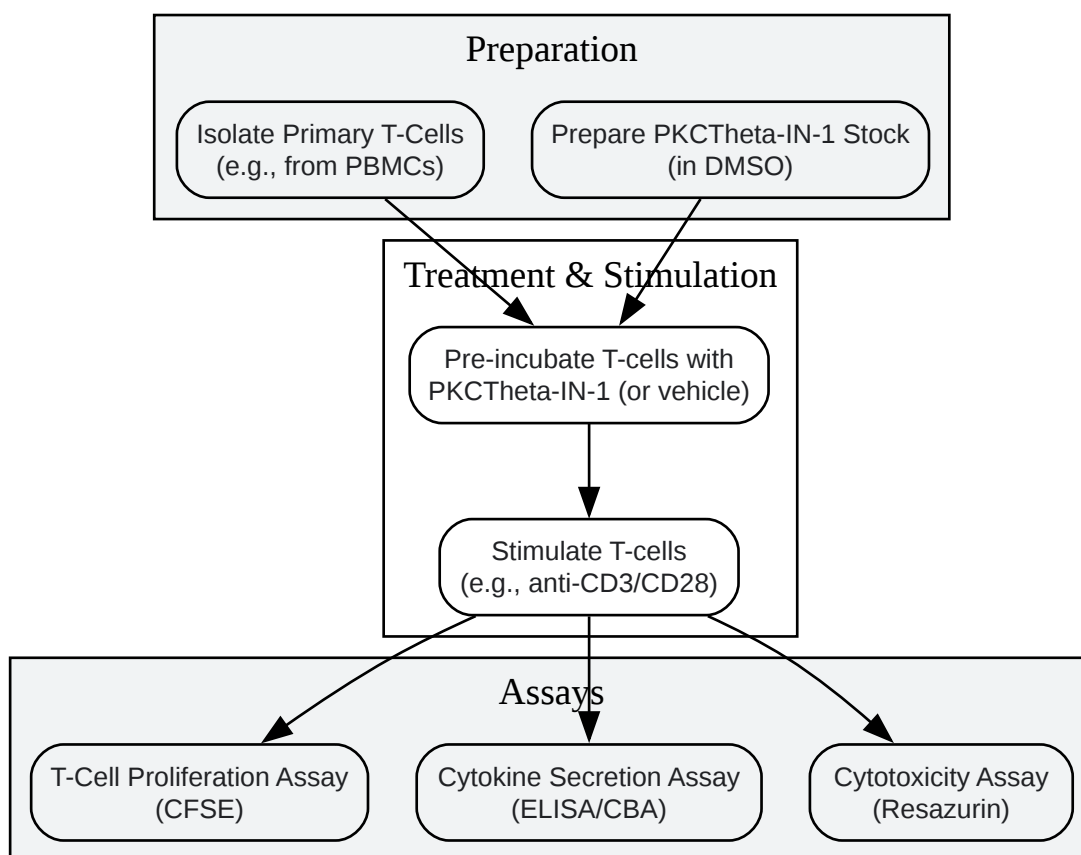 Preparation
Isolate Primary T-Cells
(e.g., from PBMCs)
Prepare PKCTheta-IN-1 Stock
(in DMSO)
Treatment & Stimulation
Pre-incubate T-cells with
PKCTheta-IN-1 (or vehicle)
Stimulate T-cells
(e.g., anti-CD3/CD28)
Assays
T-Cell Proliferation Assay
(CFSE)
Cytokine Secretion Assay
(ELISA/CBA)
Cytotoxicity Assay
(Resazurin)